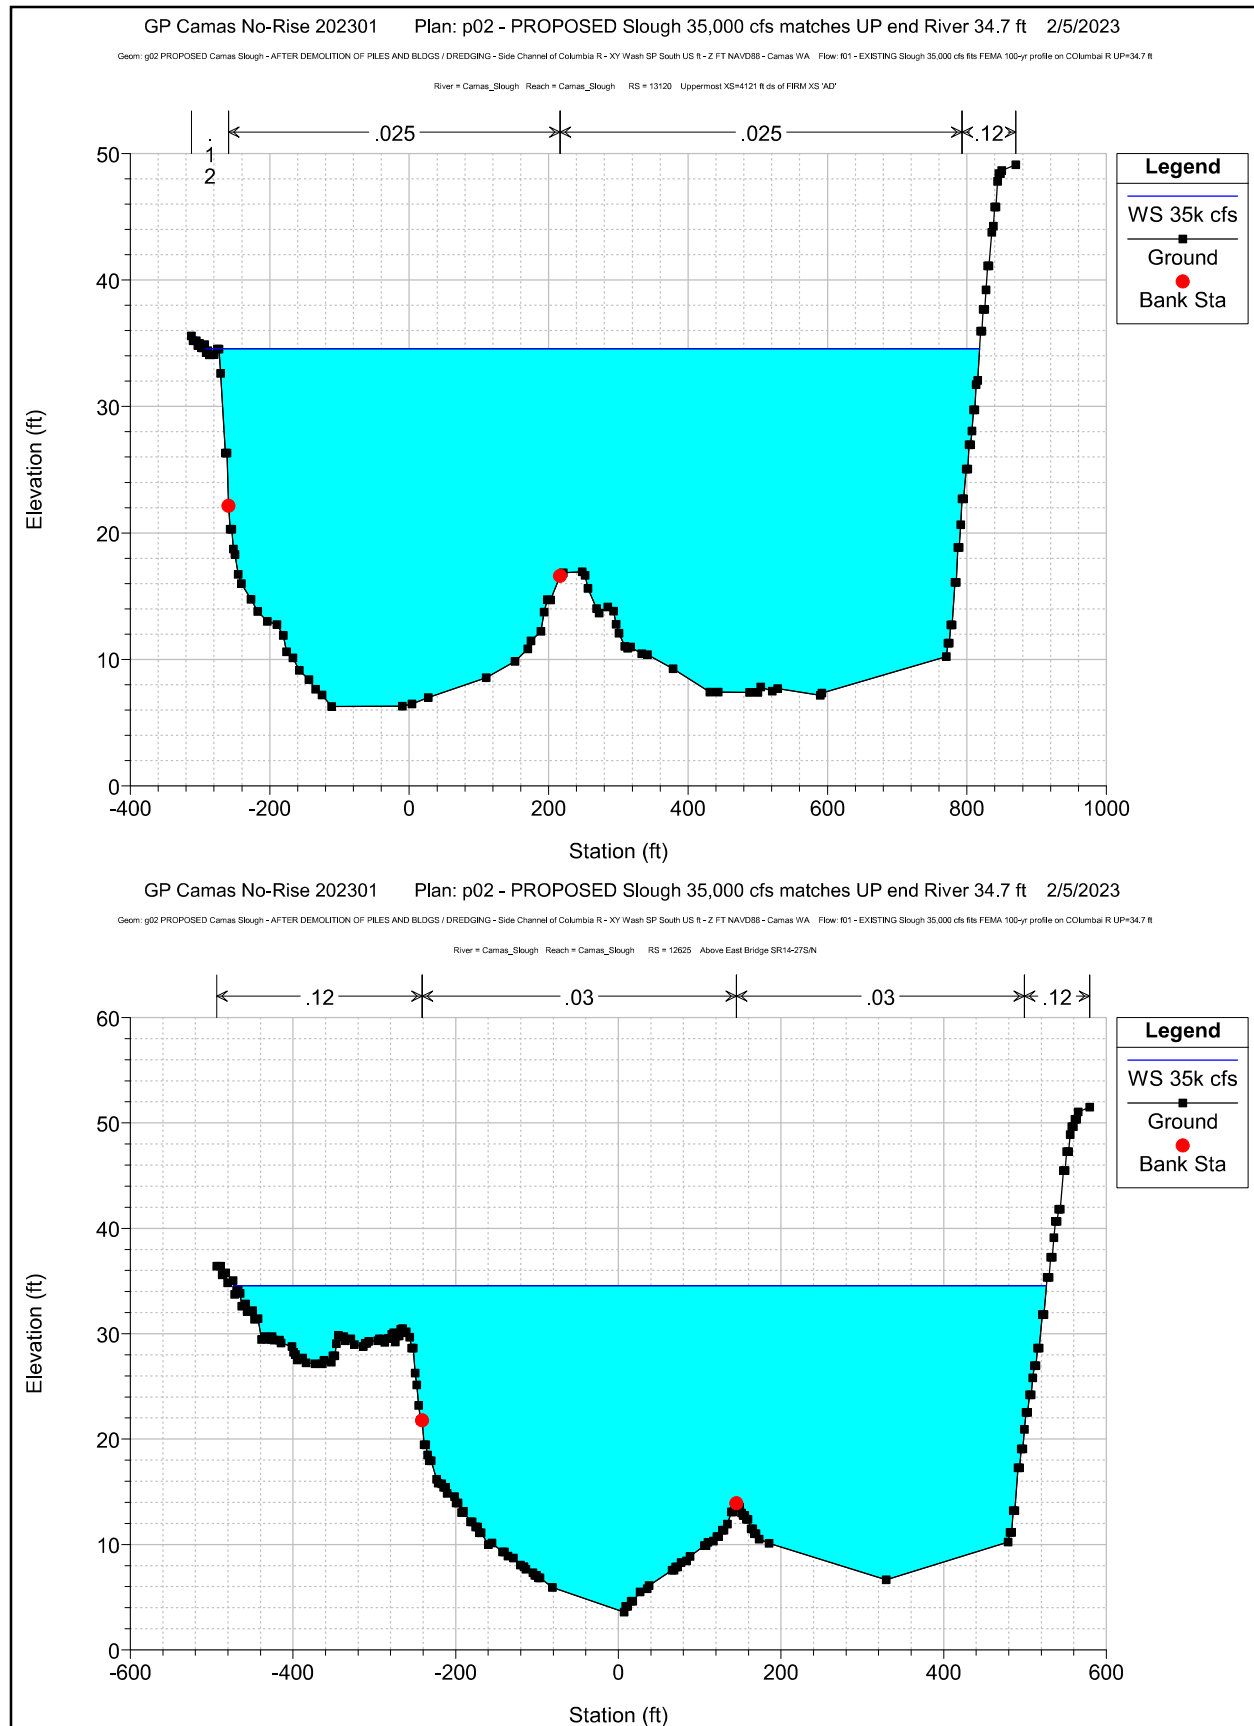 GP Camas No-Rise 202301 Plan: p02 - PROPOSED Slough 35,000 cfs matches UP end River 34.7 ft 2/5/2023
Geom: g02 PROPOSED Camas Slough - AFTER DEMOLITION OF PILES AND BLDGS / DREDGING - Side Channel of Columbia R - XY Wash SP South US ft - Z FT NAVD88 - Camas WA Flow: f01 - EXISTING Slough 35,000 cfs fits FEMA 100-yr profile on COlumbai R UP=34.7 ft
River = Camas_Slough Reach = Camas_Slough RS = 13120 Uppermost XS=4121 ft ds of FIRM XS 'AD'
.12 .025 .025 .12
50
40
30
20
10
0
Elevation (ft)
-400 -200 0 200 400 600 800 1000
Station (ft)
Legend
WS 35k cfs
Ground
Bank Sta
GP Camas No-Rise 202301 Plan: p02 - PROPOSED Slough 35,000 cfs matches UP end River 34.7 ft 2/5/2023
Geom: g02 PROPOSED Camas Slough - AFTER DEMOLITION OF PILES AND BLDGS / DREDGING - Side Channel of Columbia R - XY Wash SP South US ft - Z FT NAVD88 - Camas WA Flow: f01 - EXISTING Slough 35,000 cfs fits FEMA 100-yr profile on COlumbai R UP=34.7 ft
River = Camas_Slough Reach = Camas_Slough RS = 12625 Above East Bridge SR14-27S/N
.12 .03 .03 .12
60
50
40
30
20
10
0
Elevation (ft)
-600 -400 -200 0 200 400 600
Station (ft)
Legend
WS 35k cfs
Ground
Bank Sta